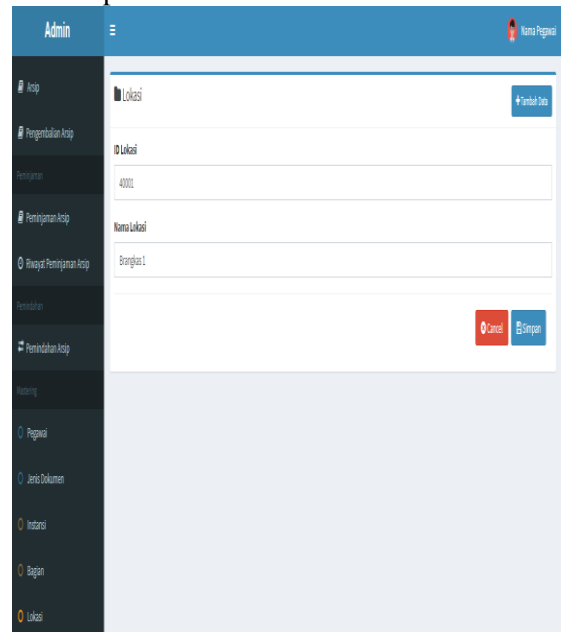 Admin
Nama Pegawai
Arsip
Pengembalian Arsip
Peminjaman
Peminjaman Arsip
Riwayat Peminjaman Arsip
Pemindahan
Pemindahan Arsip
Mastering
Pegawai
Jenis Dokumen
Instansi
Bagian
Lokasi
Lokasi
+Tambah Data
ID Lokasi
40001
Nama Lokasi
Brangkas 1
Cancel
Simpan